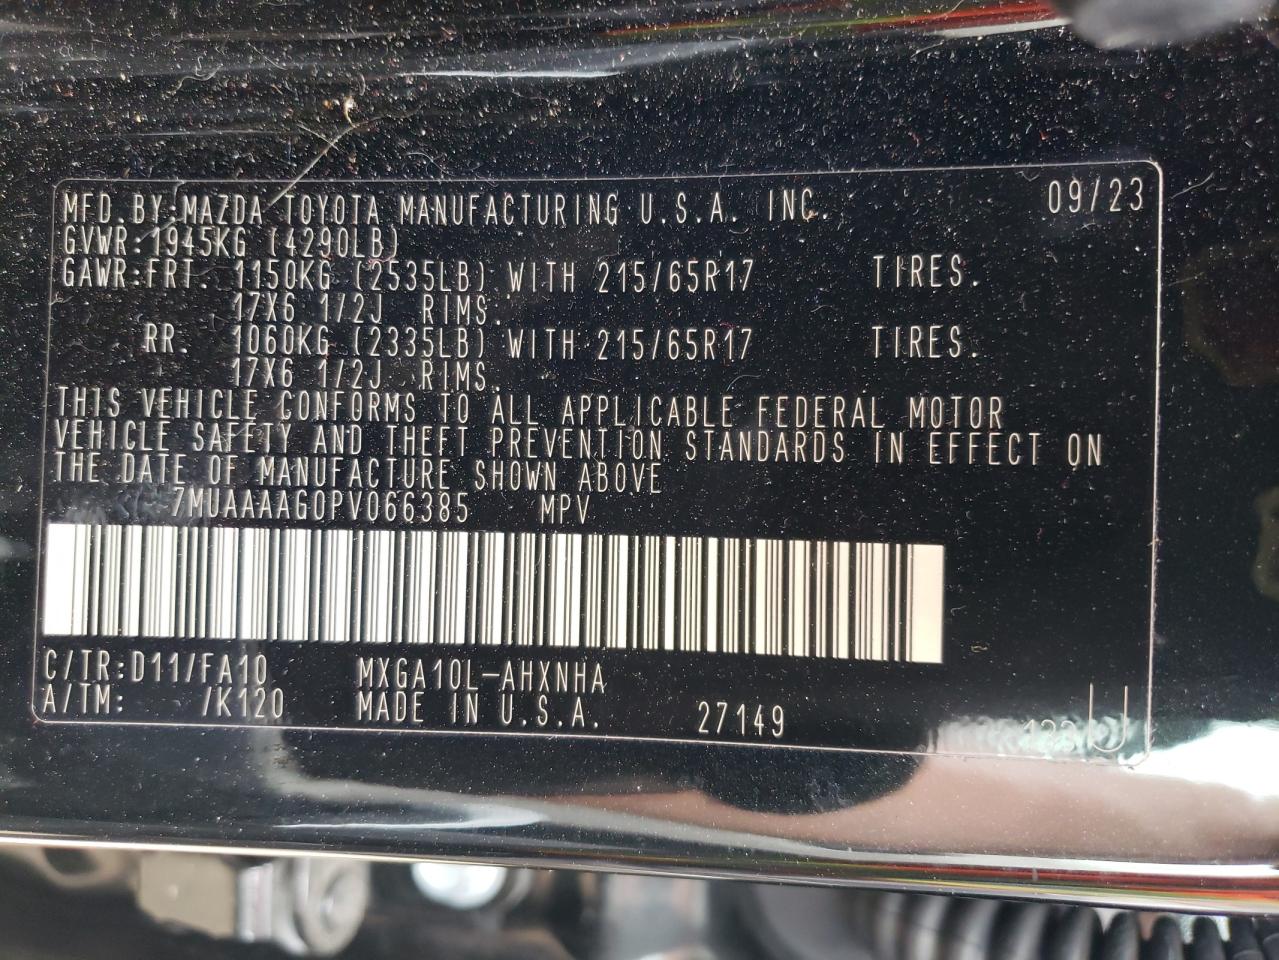 MFD.BY:MAZDA TOYOTA MANUFACTURING U.S.A. INC. 09/23
GVWR:1945KG (4290LB)
GAWR:FRT. 1150KG (2535LB) WITH 215/65R17 TIRES.
17X6 1/2J RIMS.
RR. 1060KG (2335LB) WITH 215/65R17 TIRES.
17X6 1/2J RIMS.
THIS VEHICLE CONFORMS TO ALL APPLICABLE FEDERAL MOTOR
VEHICLE SAFETY AND THEFT PREVENTION STANDARDS IN EFFECT ON
THE DATE OF MANUFACTURE SHOWN ABOVE
7MUAAAAG0PV066385 MPV
C/TR:D11/FA10 MXGA10L-AHXNHA
A/TM: /K120 MADE IN U.S.A. 27149